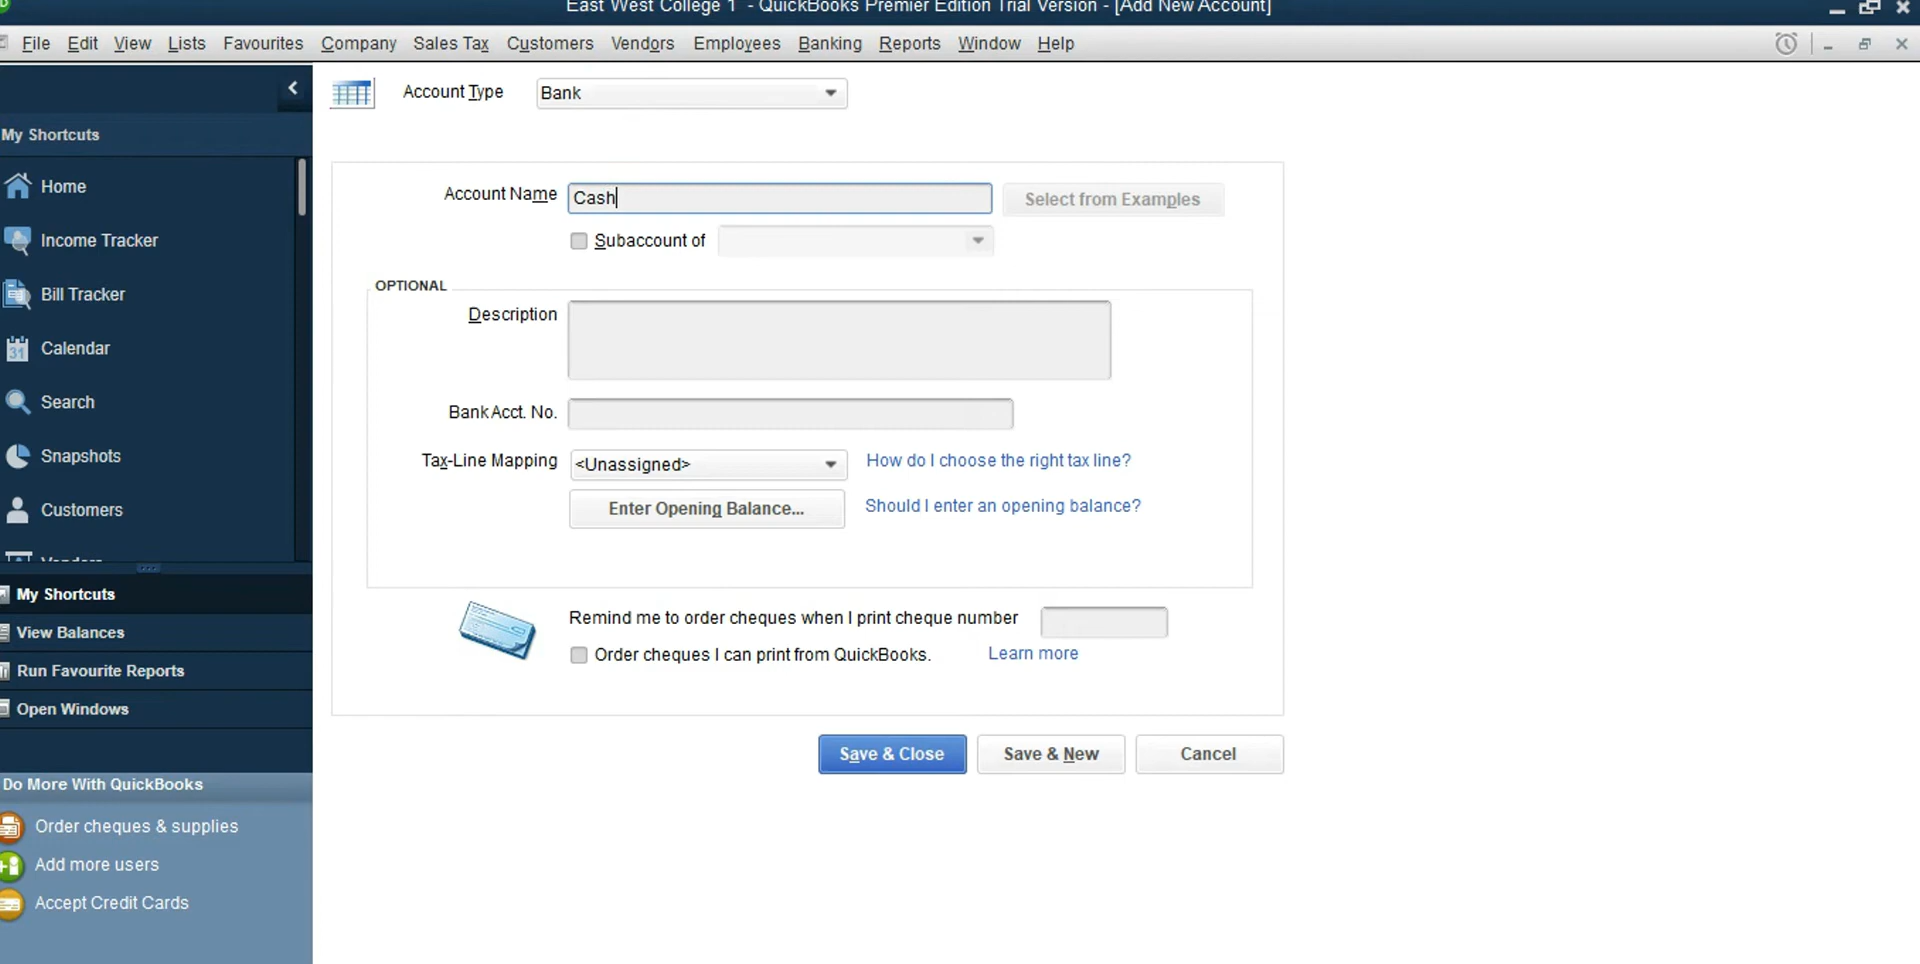 East West College 1 - QuickBooks Premier Edition Trial Version - [Add New Account]
File Edit View Lists Favourites Company Sales Tax Customers Vendors Employees Banking Reports Window Help
Account Type Bank
My Shortcuts
Home
Income Tracker
Bill Tracker
31 Calendar
Search
Snapshots
Customers
Vendors
My Shortcuts
View Balances
Run Favourite Reports
Open Windows
Do More With QuickBooks
Order cheques & supplies
Add more users
Accept Credit Cards
Account Name Cash Select from Examples
Subaccount of
OPTIONAL
Description
Bank Acct. No.
Tax-Line Mapping <Unassigned> How do I choose the right tax line?
Enter Opening Balance... Should I enter an opening balance?
Remind me to order cheques when I print cheque number
Order cheques I can print from QuickBooks. Learn more
Save & Close Save & New Cancel